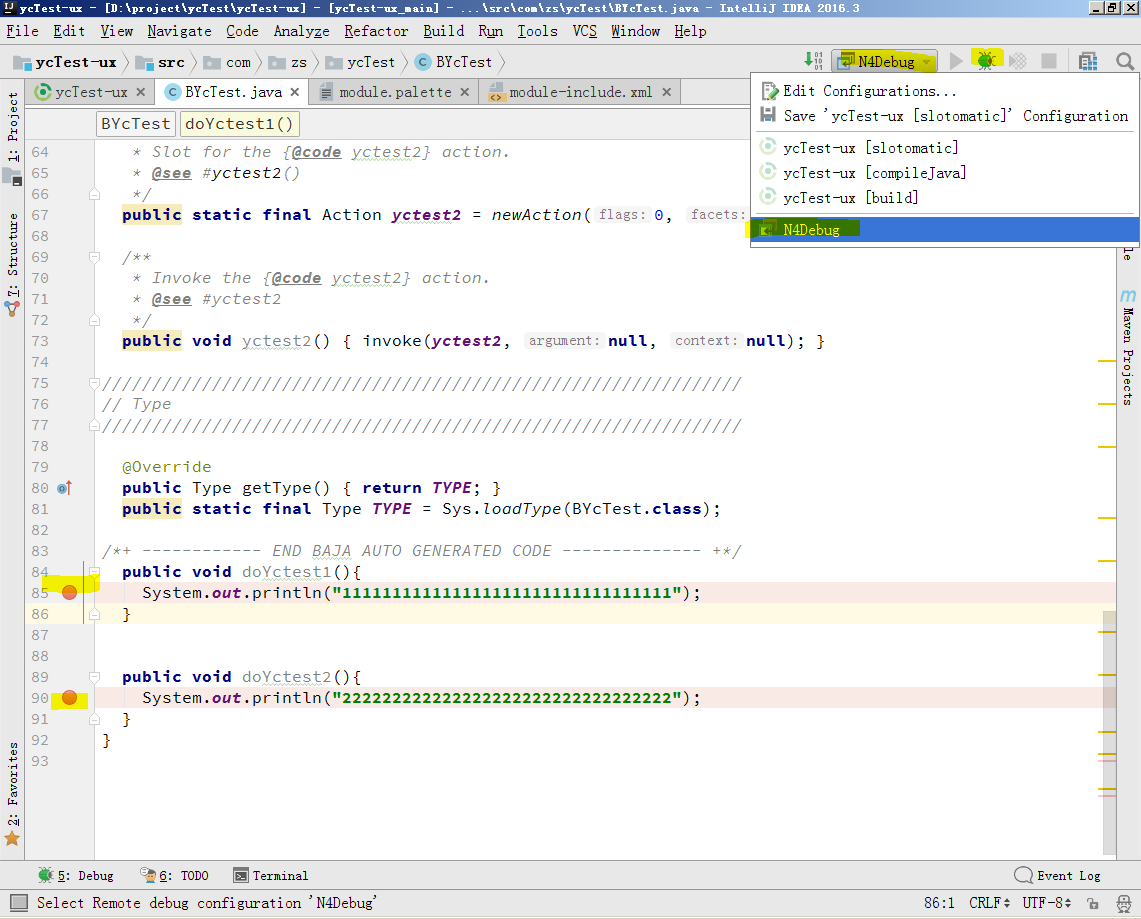 ycTest-ux - [D:\project\ycTest\ycTest-ux] - [ycTest-ux_main] - ...\src\com\zs\ycTest\BYcTest.java - IntelliJ IDEA 2016.3
File Edit View Navigate Code Analyze Refactor Build Run Tools VCS Window Help
ycTest-ux src com zs ycTest BYcTest N4Debug
ycTest-ux BYcTest.java module.palette module-include.xml
Edit Configurations...
Save 'ycTest-ux [slotomatic]' Configuration
ycTest-ux [slotomatic]
ycTest-ux [compileJava]
ycTest-ux [build]
N4Debug
BYcTest doYctest1()
1: Project
7: Structure
2: Favorites
Maven Projects
64 * Slot for the {@code yctest2} action.
65 * @see #yctest2()
66 */
67 public static final Action yctest2 = newAction( flags: 0, facets:
68
69 /**
70 * Invoke the {@code yctest2} action.
71 * @see #yctest2
72 */
73 public void yctest2() { invoke(yctest2, argument: null, context: null); }
74
75 ////////////////////////////////////////////////////////////////
76 // Type
77 ////////////////////////////////////////////////////////////////
78
79 @Override
80 public Type getType() { return TYPE; }
81 public static final Type TYPE = Sys.loadType(BYcTest.class);
82
83 /*+ ------------ END BAJA AUTO GENERATED CODE -------------- +*/
84 public void doYctest1(){
85 System.out.println("111111111111111111111111111111111");
86 }
87
88
89 public void doYctest2(){
90 System.out.println("222222222222222222222222222222222");
91 }
92 }
93
5: Debug 6: TODO Terminal Event Log
Select Remote debug configuration 'N4Debug' 86:1 CRLF UTF-8